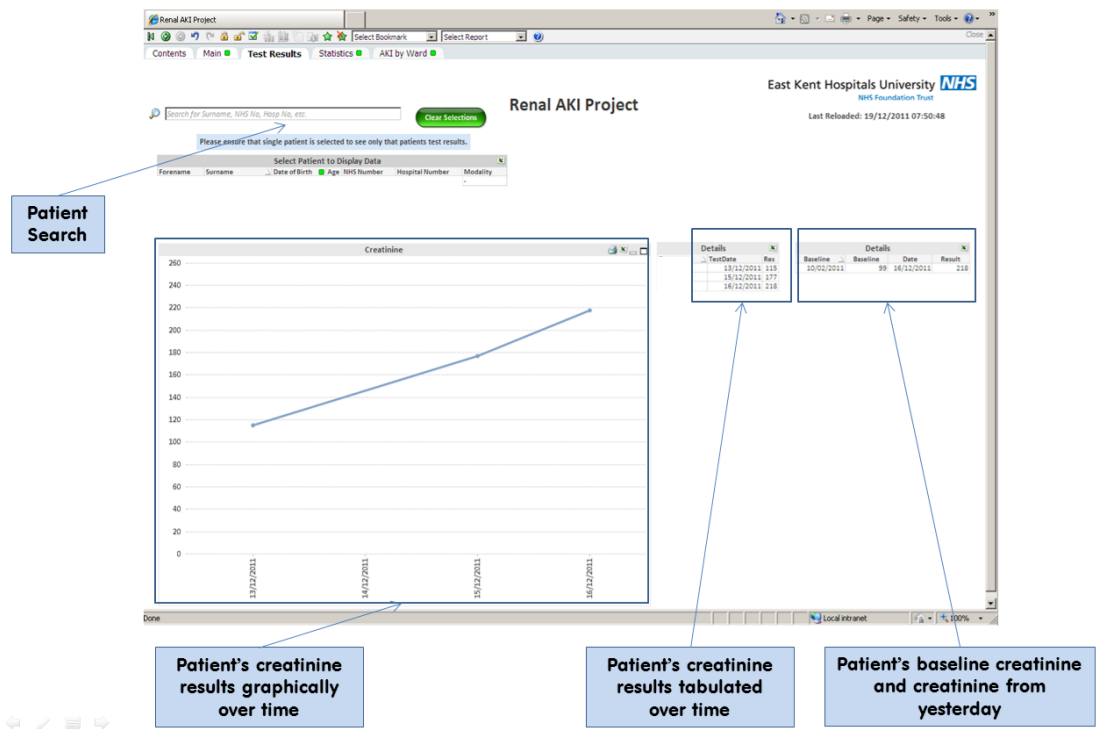 Renal AKI Project
Page
Safety
Tools
Select Bookmark
Select Report
Close
Contents
Main
Test Results
Statistics
AKI by Ward
East Kent Hospitals University NHS
NHS Foundation Trust
Renal AKI Project
Last Reloaded: 19/12/2011 07:50:48
Search for Surname, NHS No, Hosp No, etc.
Clear Selections
Please ensure that single patient is selected to see only that patients test results.
Select Patient to Display Data
Forename Surname Date of Birth Age NHS Number Hospital Number Modality
-
Patient
Search
Creatinine
260
240
220
200
180
160
140
120
100
80
60
40
20
0
13/12/2011
14/12/2011
15/12/2011
16/12/2011
Details
TestDate Res
13/12/2011 115
15/12/2011 177
16/12/2011 218
Details
Baseline Baseline Date Result
10/02/2011 99 16/12/2011 218
Done
Local intranet
100%
Patient's creatinine
results graphically
over time
Patient's creatinine
results tabulated
over time
Patient's baseline creatinine
and creatinine from
yesterday